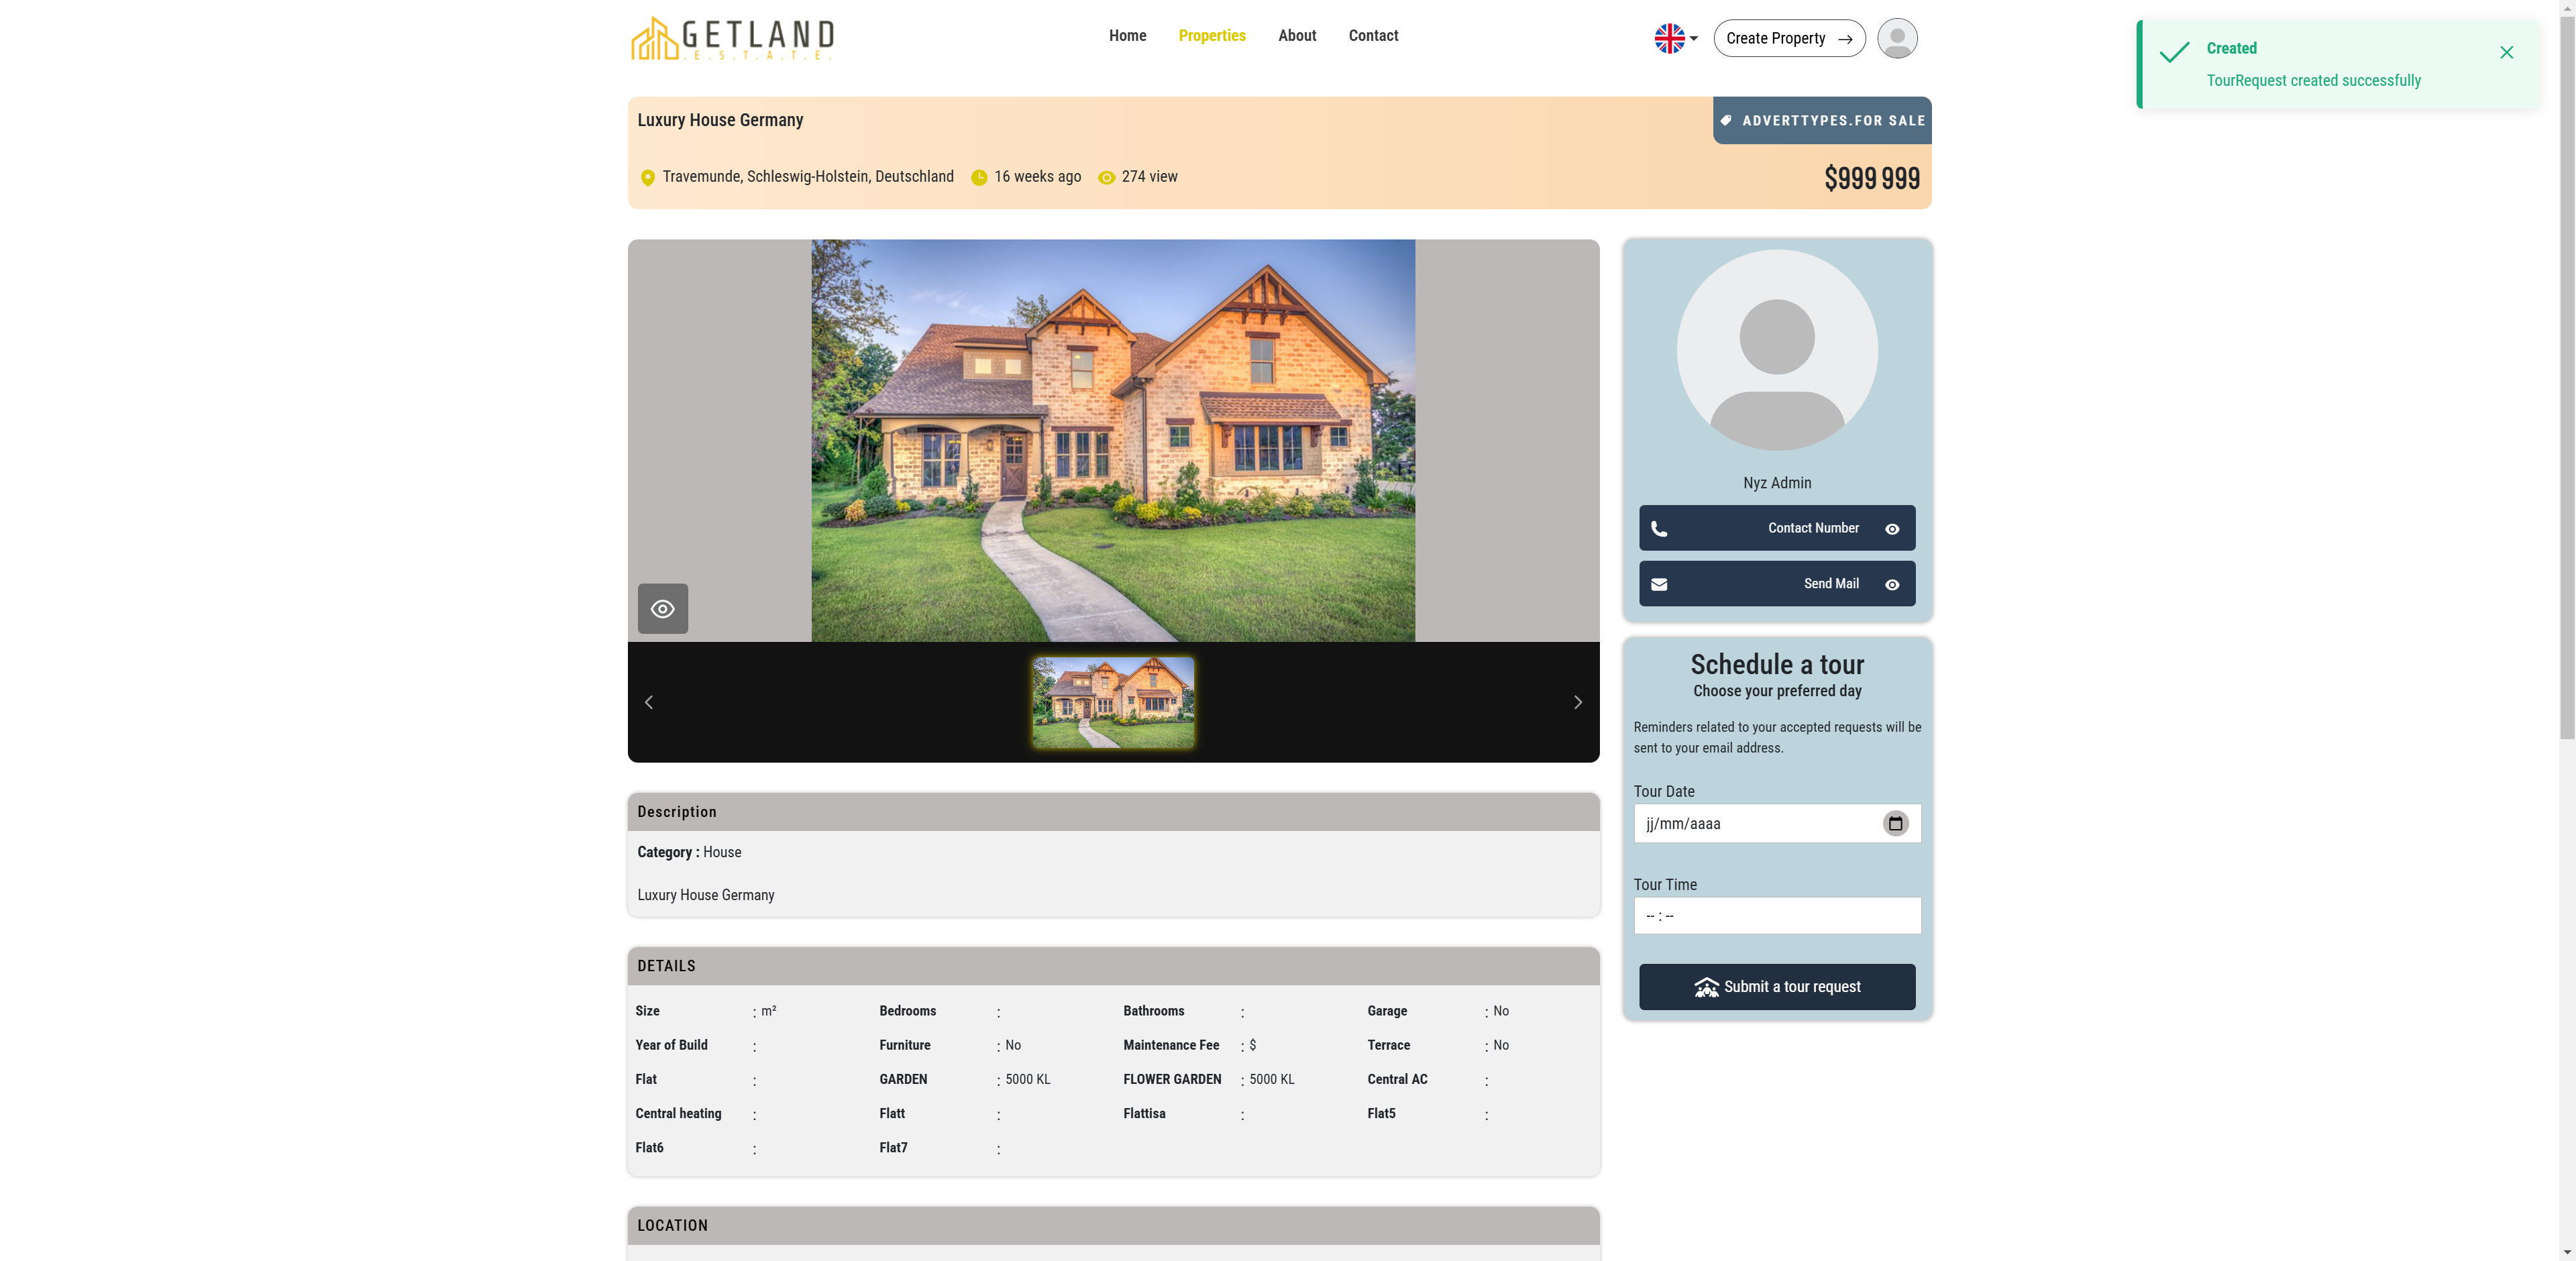 GETLAND
.E.S.T.A.T.E.
Home Properties About Contact
Create Property
Created
TourRequest created successfully
Luxury House Germany
ADVERTTYPES.FOR SALE
Travemunde, Schleswig-Holstein, Deutschland 16 weeks ago 274 view
$999 999
Nyz Admin
Contact Number
Send Mail
Schedule a tour
Choose your preferred day
Reminders related to your accepted requests will be
sent to your email address.
Tour Date
jj/mm/aaaa
Tour Time
-- : --
Submit a tour request
Description
Category : House
Luxury House Germany
DETAILS
Size : m² Bedrooms : Bathrooms : Garage : No
Year of Build : Furniture : No Maintenance Fee : $ Terrace : No
Flat : GARDEN : 5000 KL FLOWER GARDEN : 5000 KL Central AC :
Central heating : Flatt : Flattisa : Flat5 :
Flat6 : Flat7 :
LOCATION